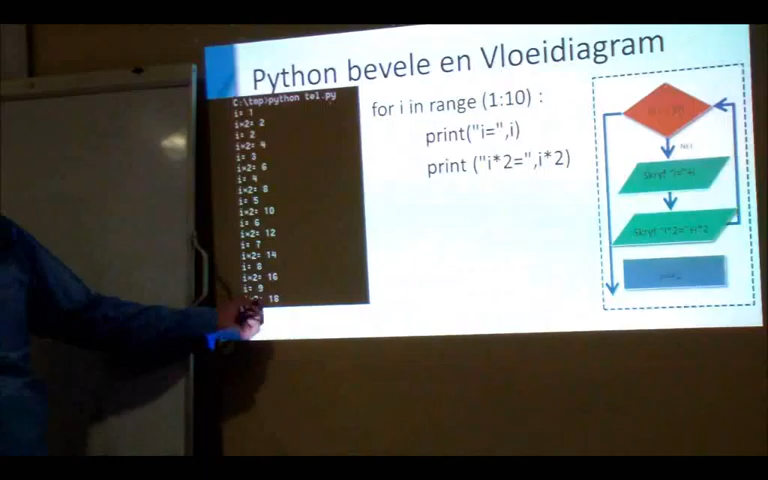 Python bevele en Vloeidiagram
C:\tmp>python tel.py
i= 1
i*2= 2
i= 2
i*2= 4
i= 3
i*2= 6
i= 4
i*2= 8
i= 5
i*2= 10
i= 6
i*2= 12
i= 7
i*2= 14
i= 8
i*2= 16
i= 9
18
for i in range (1:10) :
print("i=",i)
print ("i*2=",i*2)
Skryf "i="+i
Skryf "i*2="+i*2